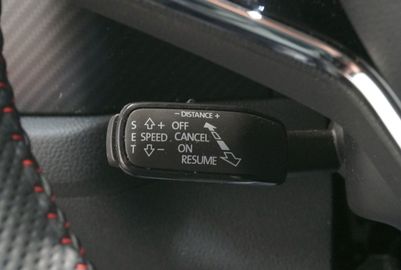 − DISTANCE +
S ⇧ + OFF
E SPEED CANCEL
T ⇩ − ON
RESUME